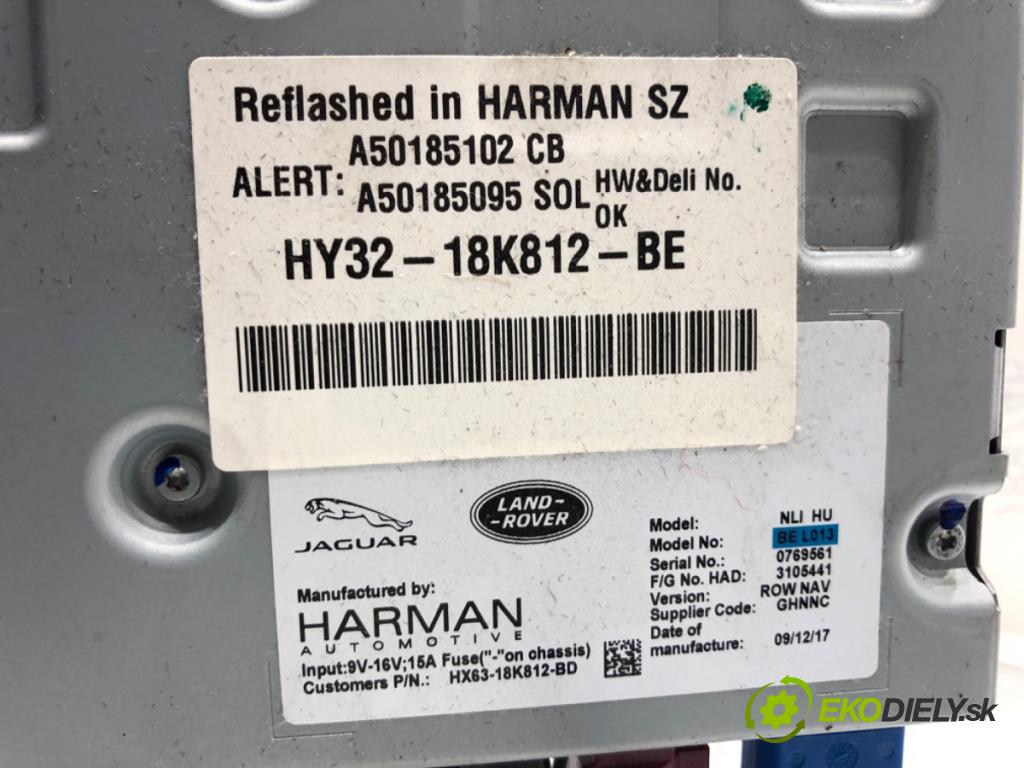 Reflashed in HARMAN SZ
ALERT: A50185102 CB
A50185095 SOL HW&Deli No. OK
HY32-18K812-BE
JAGUAR
LAND-
-ROVER
Manufactured by:
HARMAN
AUTOMOTIVE
Input:9V-16V;15A Fuse("-"on chassis)
Customers P/N.: HX63-18K812-BD
Model: NLI HU
Model No: BE L013
Serial No.: 0769561
F/G No. HAD: 3105441
Version: ROW NAV
Supplier Code: GHNNC
Date of
manufacture: 09/12/17
EKODIELY.sk